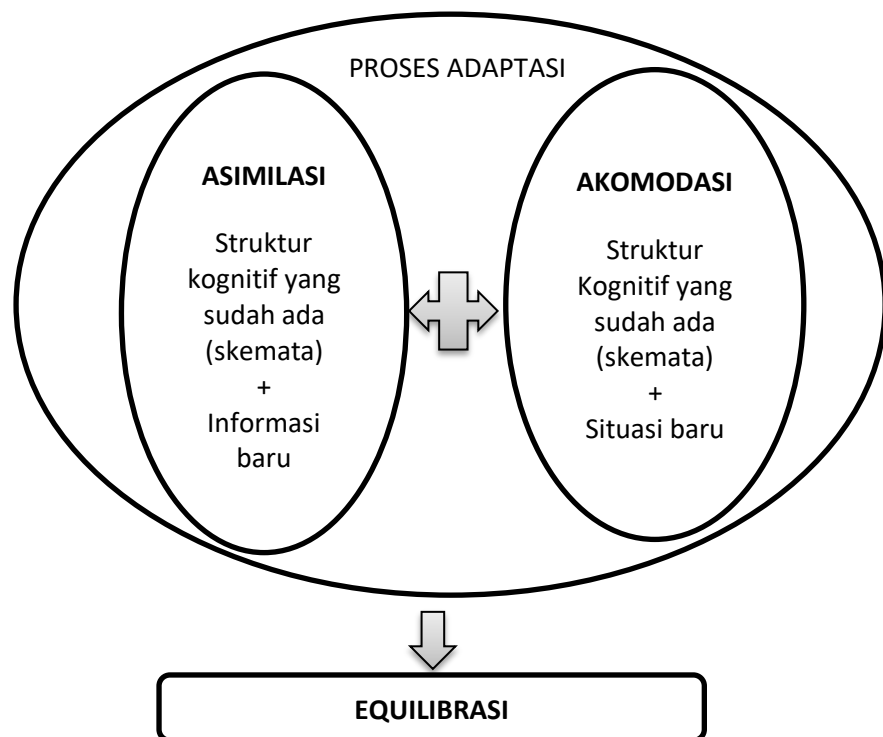 PROSES ADAPTASI
ASIMILASI
Struktur
kognitif yang
sudah ada
(skemata)
+
Informasi
baru
AKOMODASI
Struktur
Kognitif yang
sudah ada
(skemata)
+
Situasi baru
EQUILIBRASI